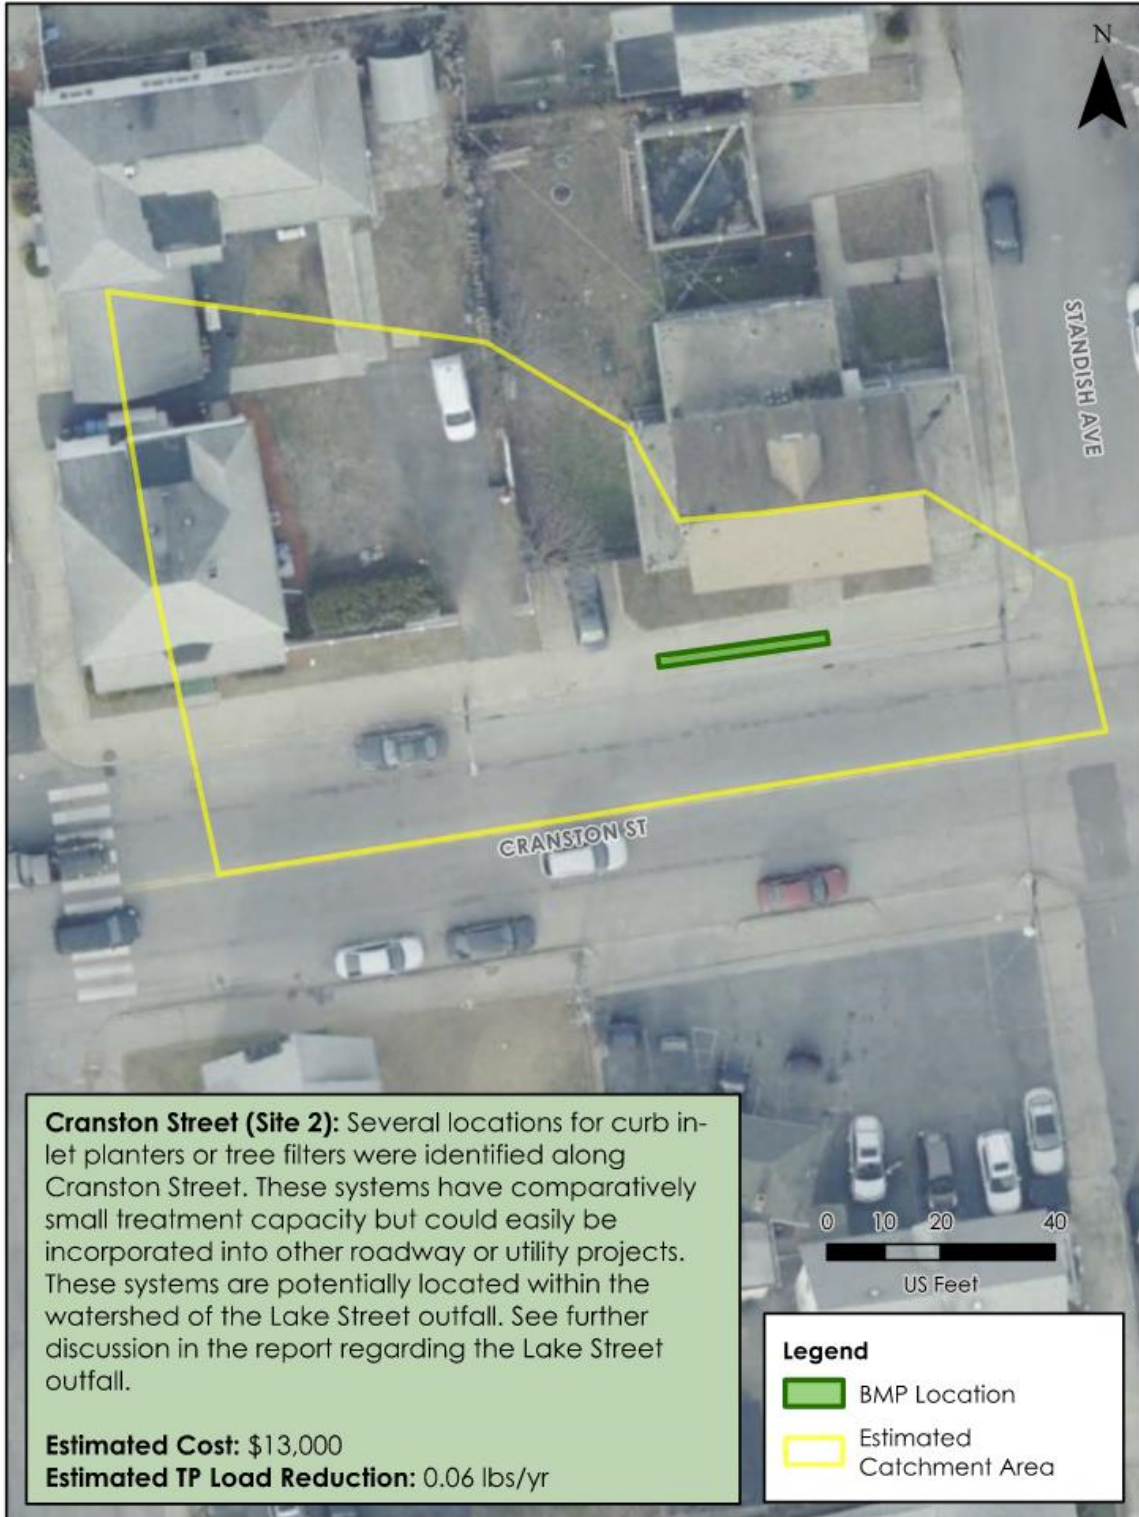 N
STANDISH AVE
CRANSTON ST
Cranston Street (Site 2): Several locations for curb in-
let planters or tree filters were identified along
Cranston Street. These systems have comparatively
small treatment capacity but could easily be
incorporated into other roadway or utility projects.
These systems are potentially located within the
watershed of the Lake Street outfall. See further
discussion in the report regarding the Lake Street
outfall.
Estimated Cost: $13,000
Estimated TP Load Reduction: 0.06 lbs/yr
0 10 20 40
US Feet
Legend
BMP Location
Estimated
Catchment Area